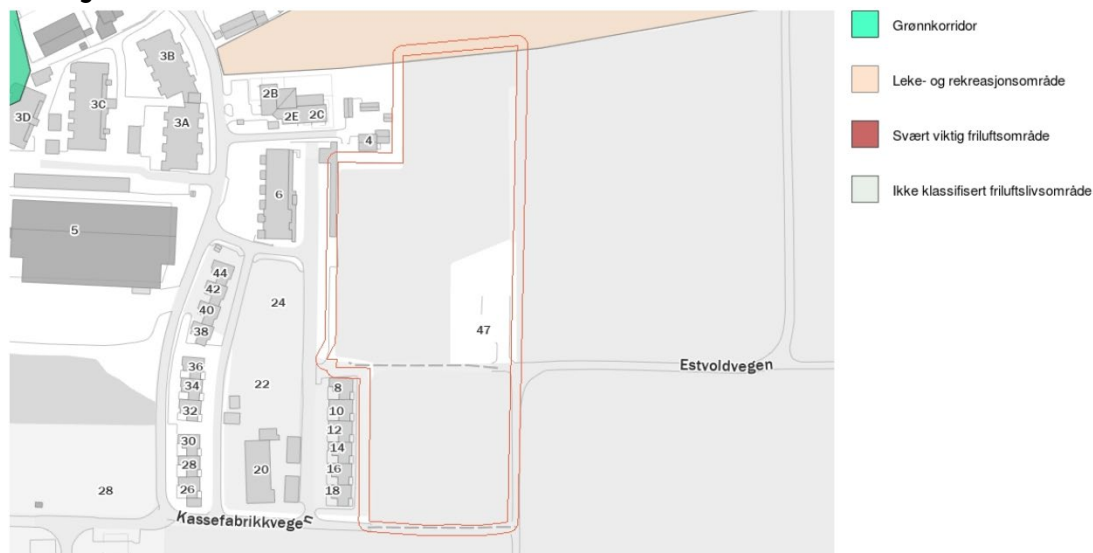 3B
3C
3D
3A
2B
2E
2C
4
6
5
44
42
40
38
24
47
36
34
32
22
8
10
12
14
16
18
30
28
26
20
28
Estvoldvegen
Kassefabrikkvegen
Grønnkorridor
Leke- og rekreasjonsområde
Svært viktig friluftsområde
Ikke klassifisert friluftslivsområde